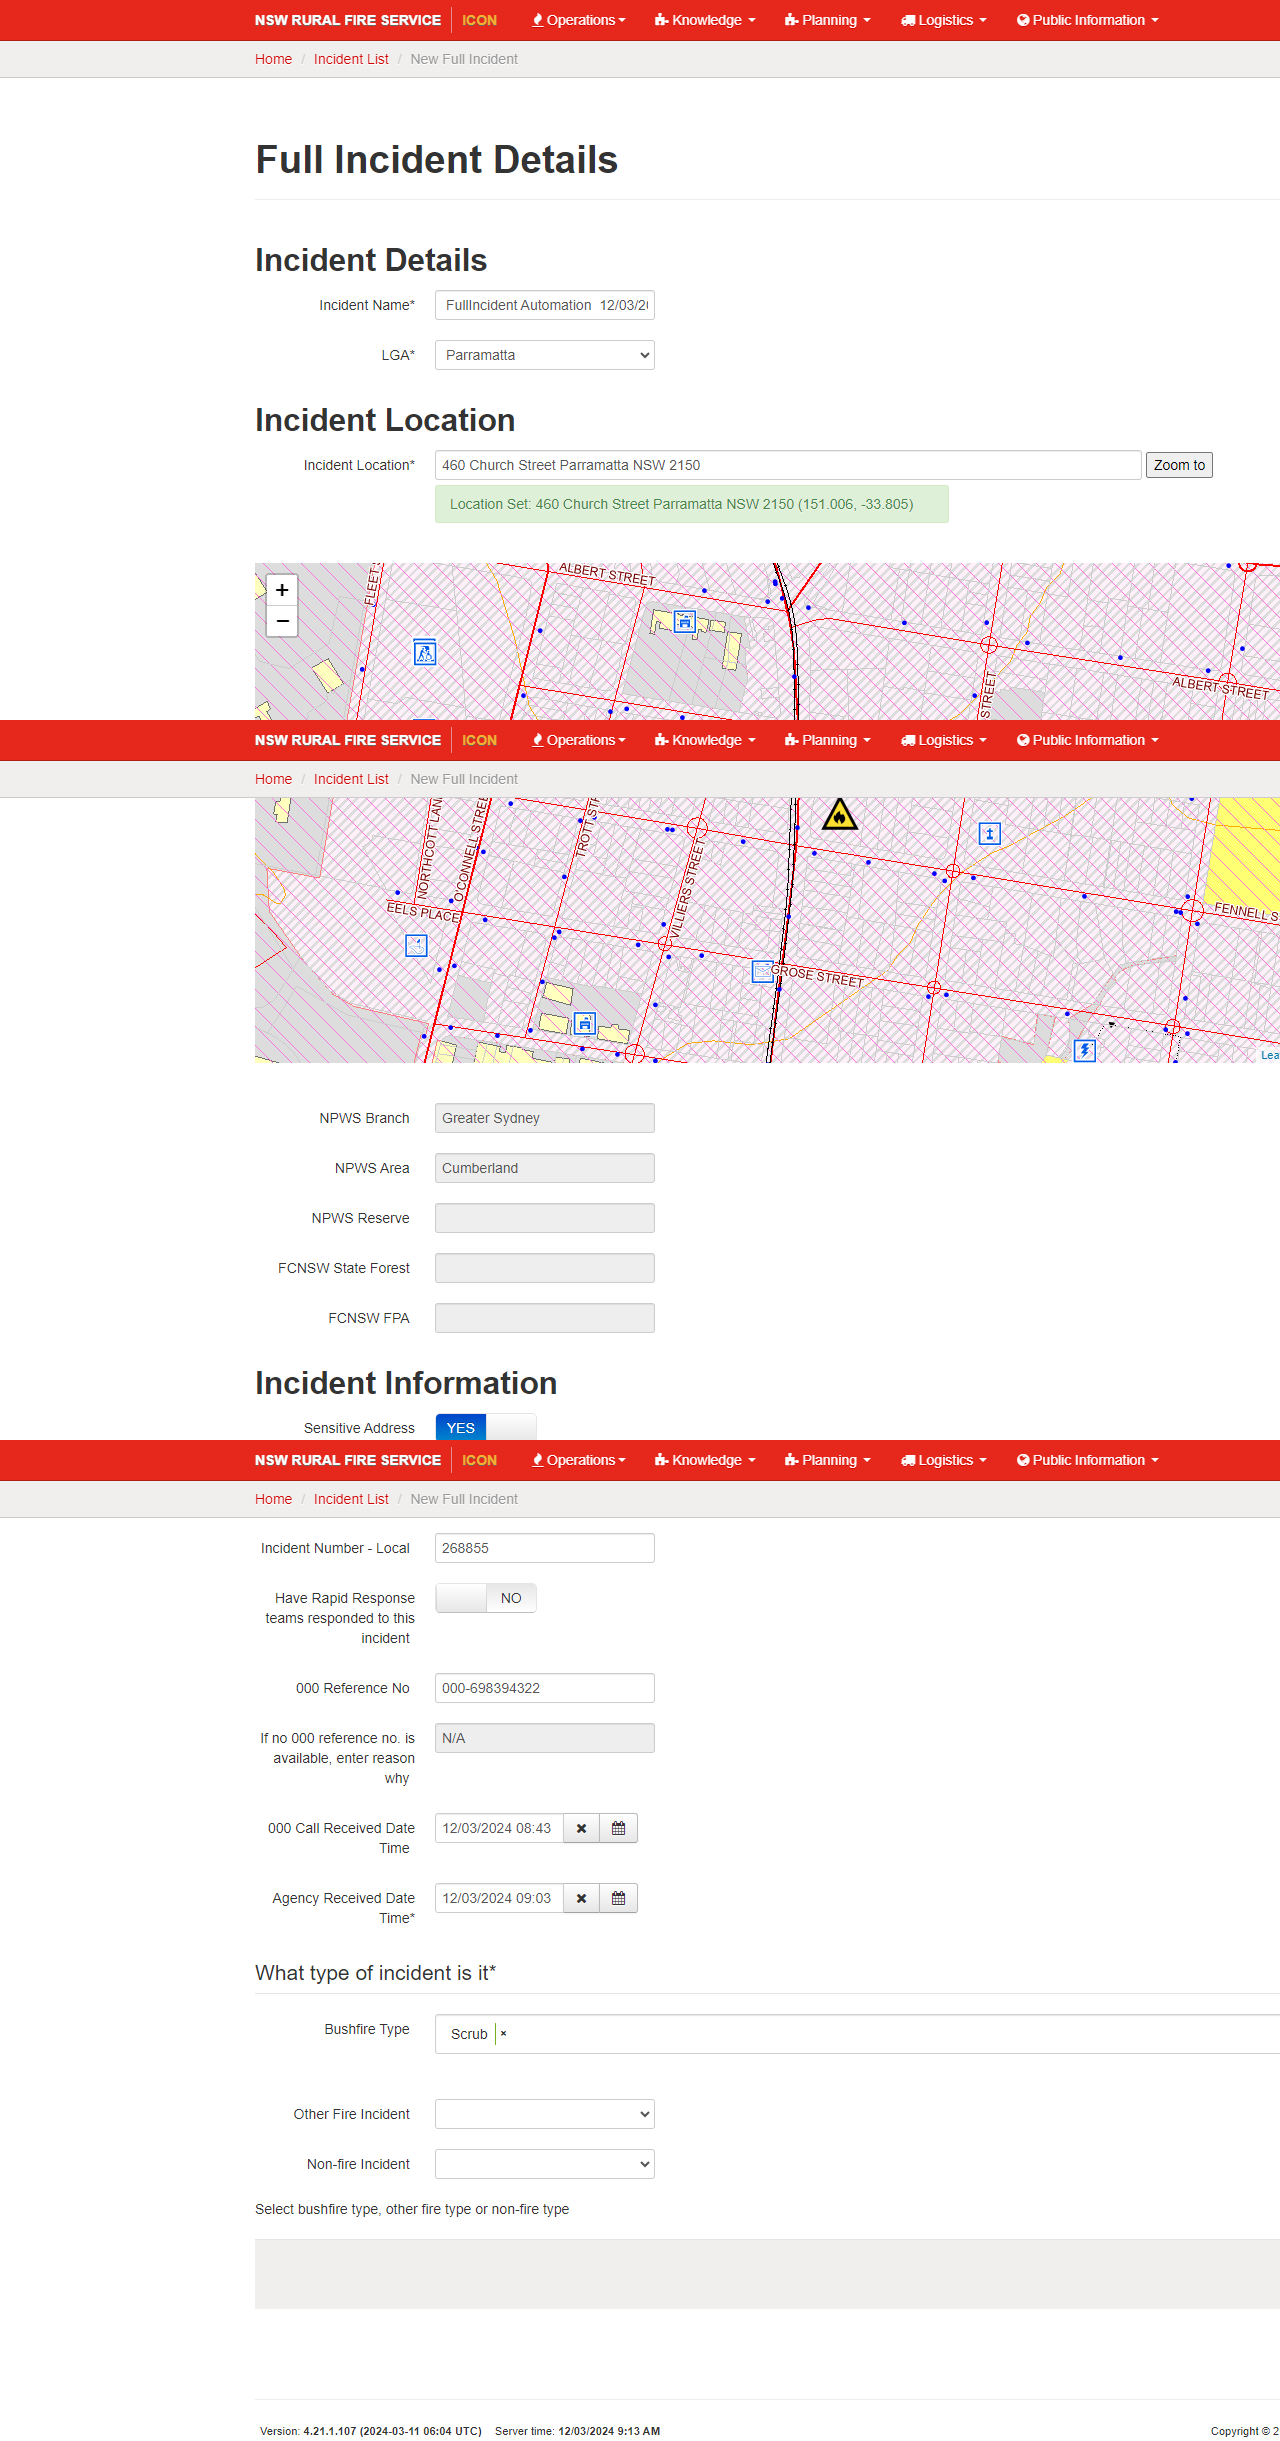 NSW RURAL FIRE SERVICE ICON Operations Knowledge Planning Logistics Public Information
Home / Incident List / New Full Incident
Full Incident Details
Incident Details
Incident Name* FullIncident Automation 12/03/20
LGA* Parramatta
Incident Location
Incident Location* 460 Church Street Parramatta NSW 2150 Zoom to
Location Set: 460 Church Street Parramatta NSW 2150 (151.006, -33.805)
+
−
FLEET
ALBERT STREET
STREET
ALBERT STREET
NSW RURAL FIRE SERVICE ICON Operations Knowledge Planning Logistics Public Information
Home / Incident List / New Full Incident
NORTHCOTT LAN
O'CONNELL STREE
TROTT ST
VILLIERS STREET
EELS PLACE
FENNELL S
GROSE STREET
Lea
NPWS Branch Greater Sydney
NPWS Area Cumberland
NPWS Reserve
FCNSW State Forest
FCNSW FPA
Incident Information
Sensitive Address YES
NSW RURAL FIRE SERVICE ICON Operations Knowledge Planning Logistics Public Information
Home / Incident List / New Full Incident
Incident Number - Local 268855
Have Rapid Response NO
teams responded to this
incident
000 Reference No 000-698394322
If no 000 reference no. is N/A
available, enter reason
why
000 Call Received Date 12/03/2024 08:43
Time
Agency Received Date 12/03/2024 09:03
Time*
What type of incident is it*
Bushfire Type Scrub ×
Other Fire Incident
Non-fire Incident
Select bushfire type, other fire type or non-fire type
Version: 4.21.1.107 (2024-03-11 06:04 UTC) Server time: 12/03/2024 9:13 AM Copyright © 2